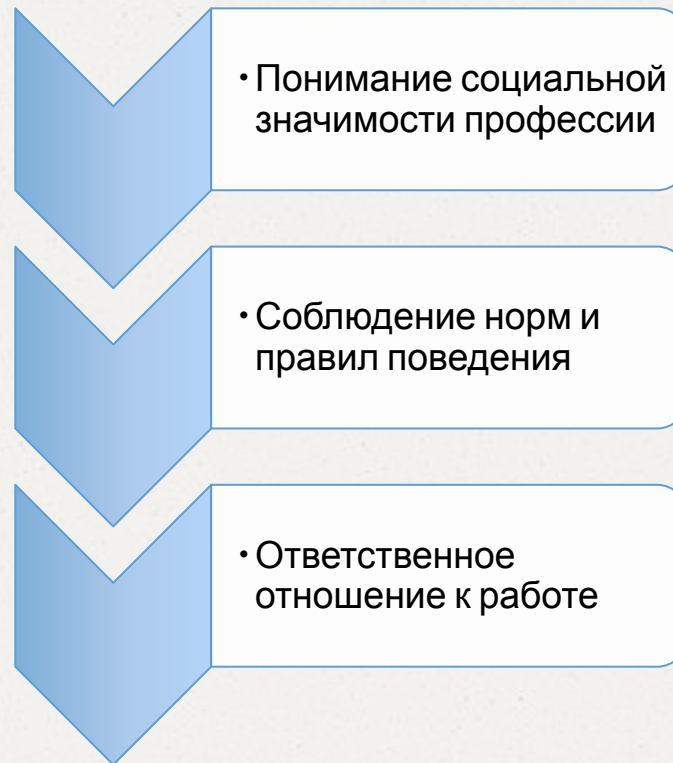 • Понимание социальной
значимости профессии
• Соблюдение норм и
правил поведения
• Ответственное
отношение к работе